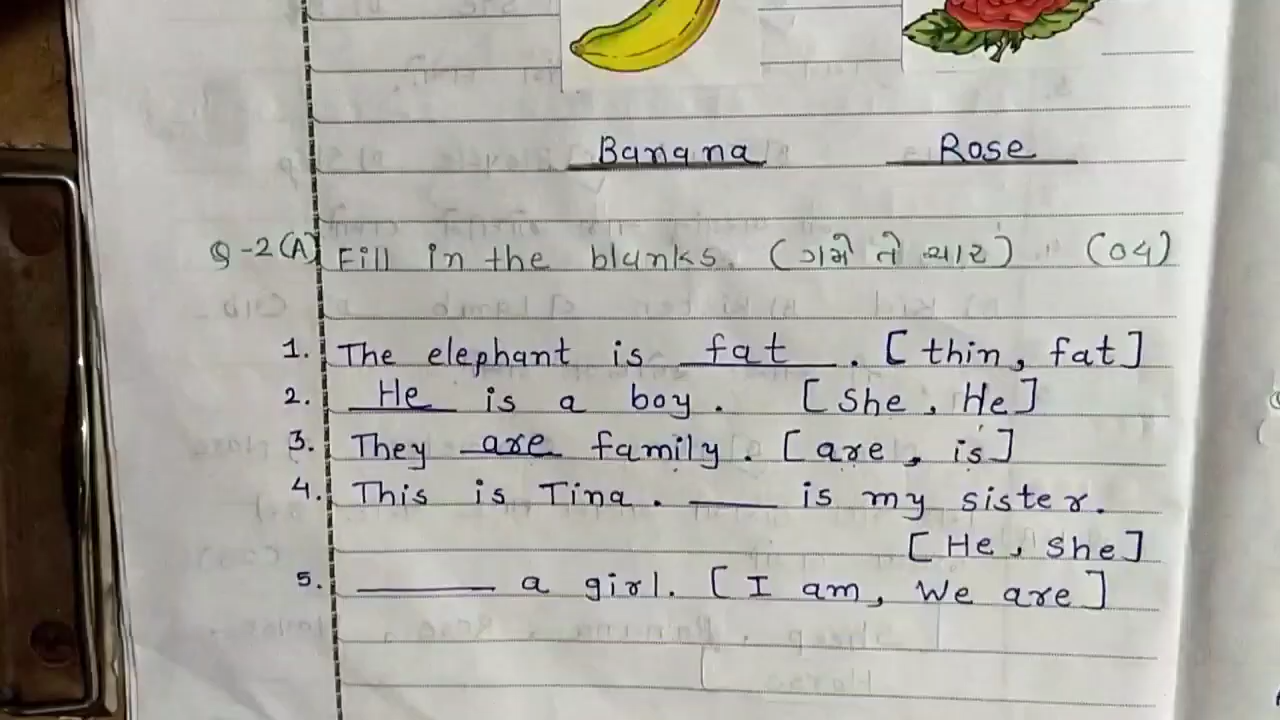 Banana Rose
Q-2(A) Fill in the blanks. (ગમે તે ચાર) (04)
1. The elephant is fat. [thin, fat]
2. He is a boy. [She, He]
3. They are family. [are, is]
4. This is Tina. ____ is my sister.
[He, she]
5. ____ a girl. [I am, We are]